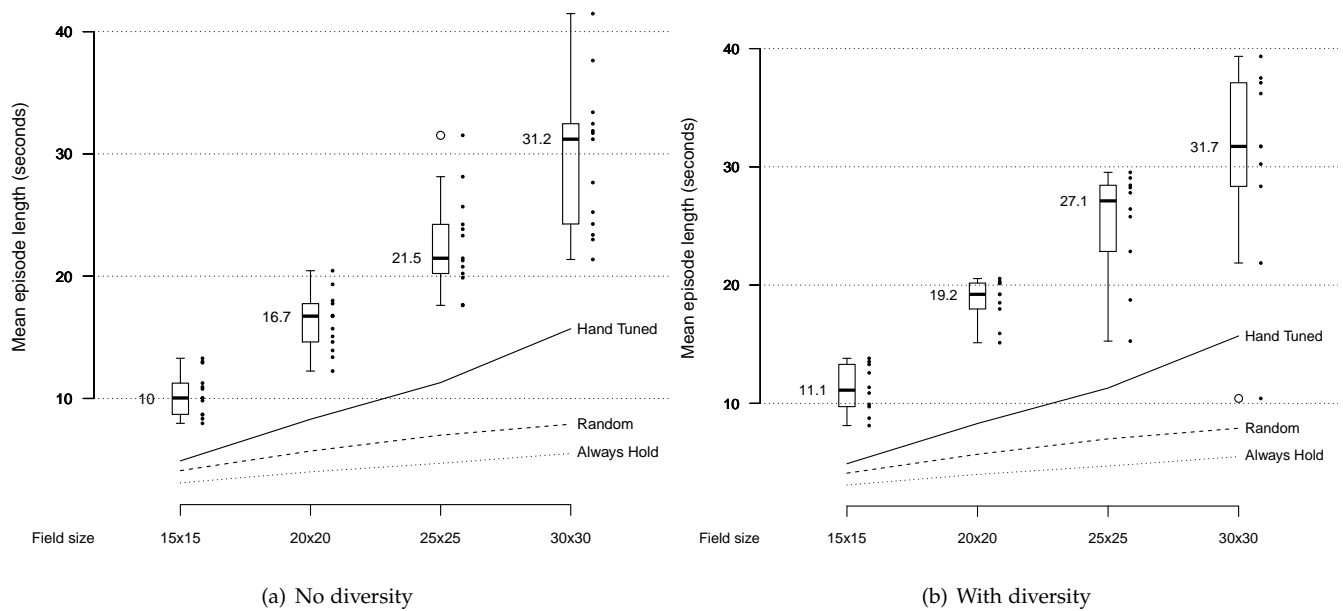 Mean episode length (seconds)
40
30
20
10
10
16.7
21.5
31.2
Hand Tuned
Random
Always Hold
Field size
15x15
20x20
25x25
30x30
(a) No diversity
Mean episode length (seconds)
40
30
20
10
11.1
19.2
27.1
31.7
Hand Tuned
Random
Always Hold
Field size
15x15
20x20
25x25
30x30
(b) With diversity